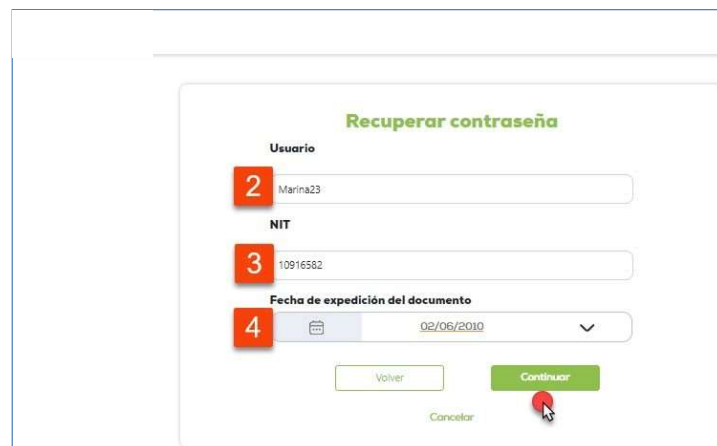 Recuperar contraseña
Usuario
2
Marina23
NIT
3
10916582
Fecha de expedición del documento
4
02/06/2010
Volver
Continuar
Cancelar